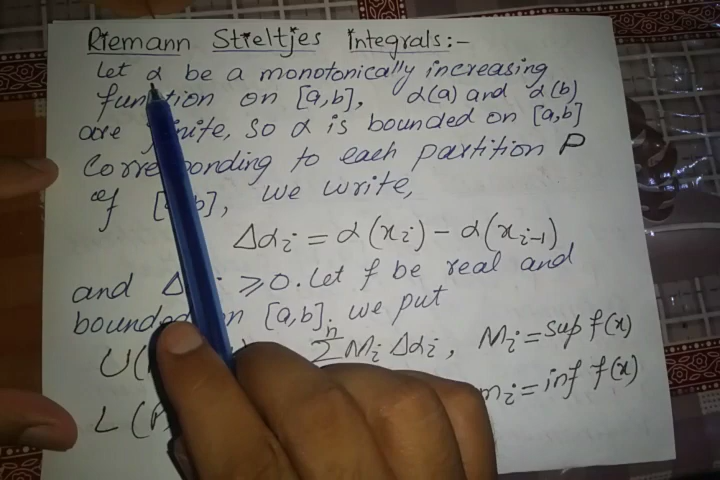 Riemann Stieltjes Integrals:-
Let α be a monotonically increasing
function on [a,b], α(a) and α(b)
are finite, so α is bounded on [a,b]
Corresponding to each partition P
of [a,b], we write,
Δαi = α(xi) - α(xi-1)
and Δαi ⩾ 0. Let f be real and
bounded on [a,b]. we put
U(P Σ n Mi Δαi, Mi = sup f(x)
L(P mi = inf f(x)